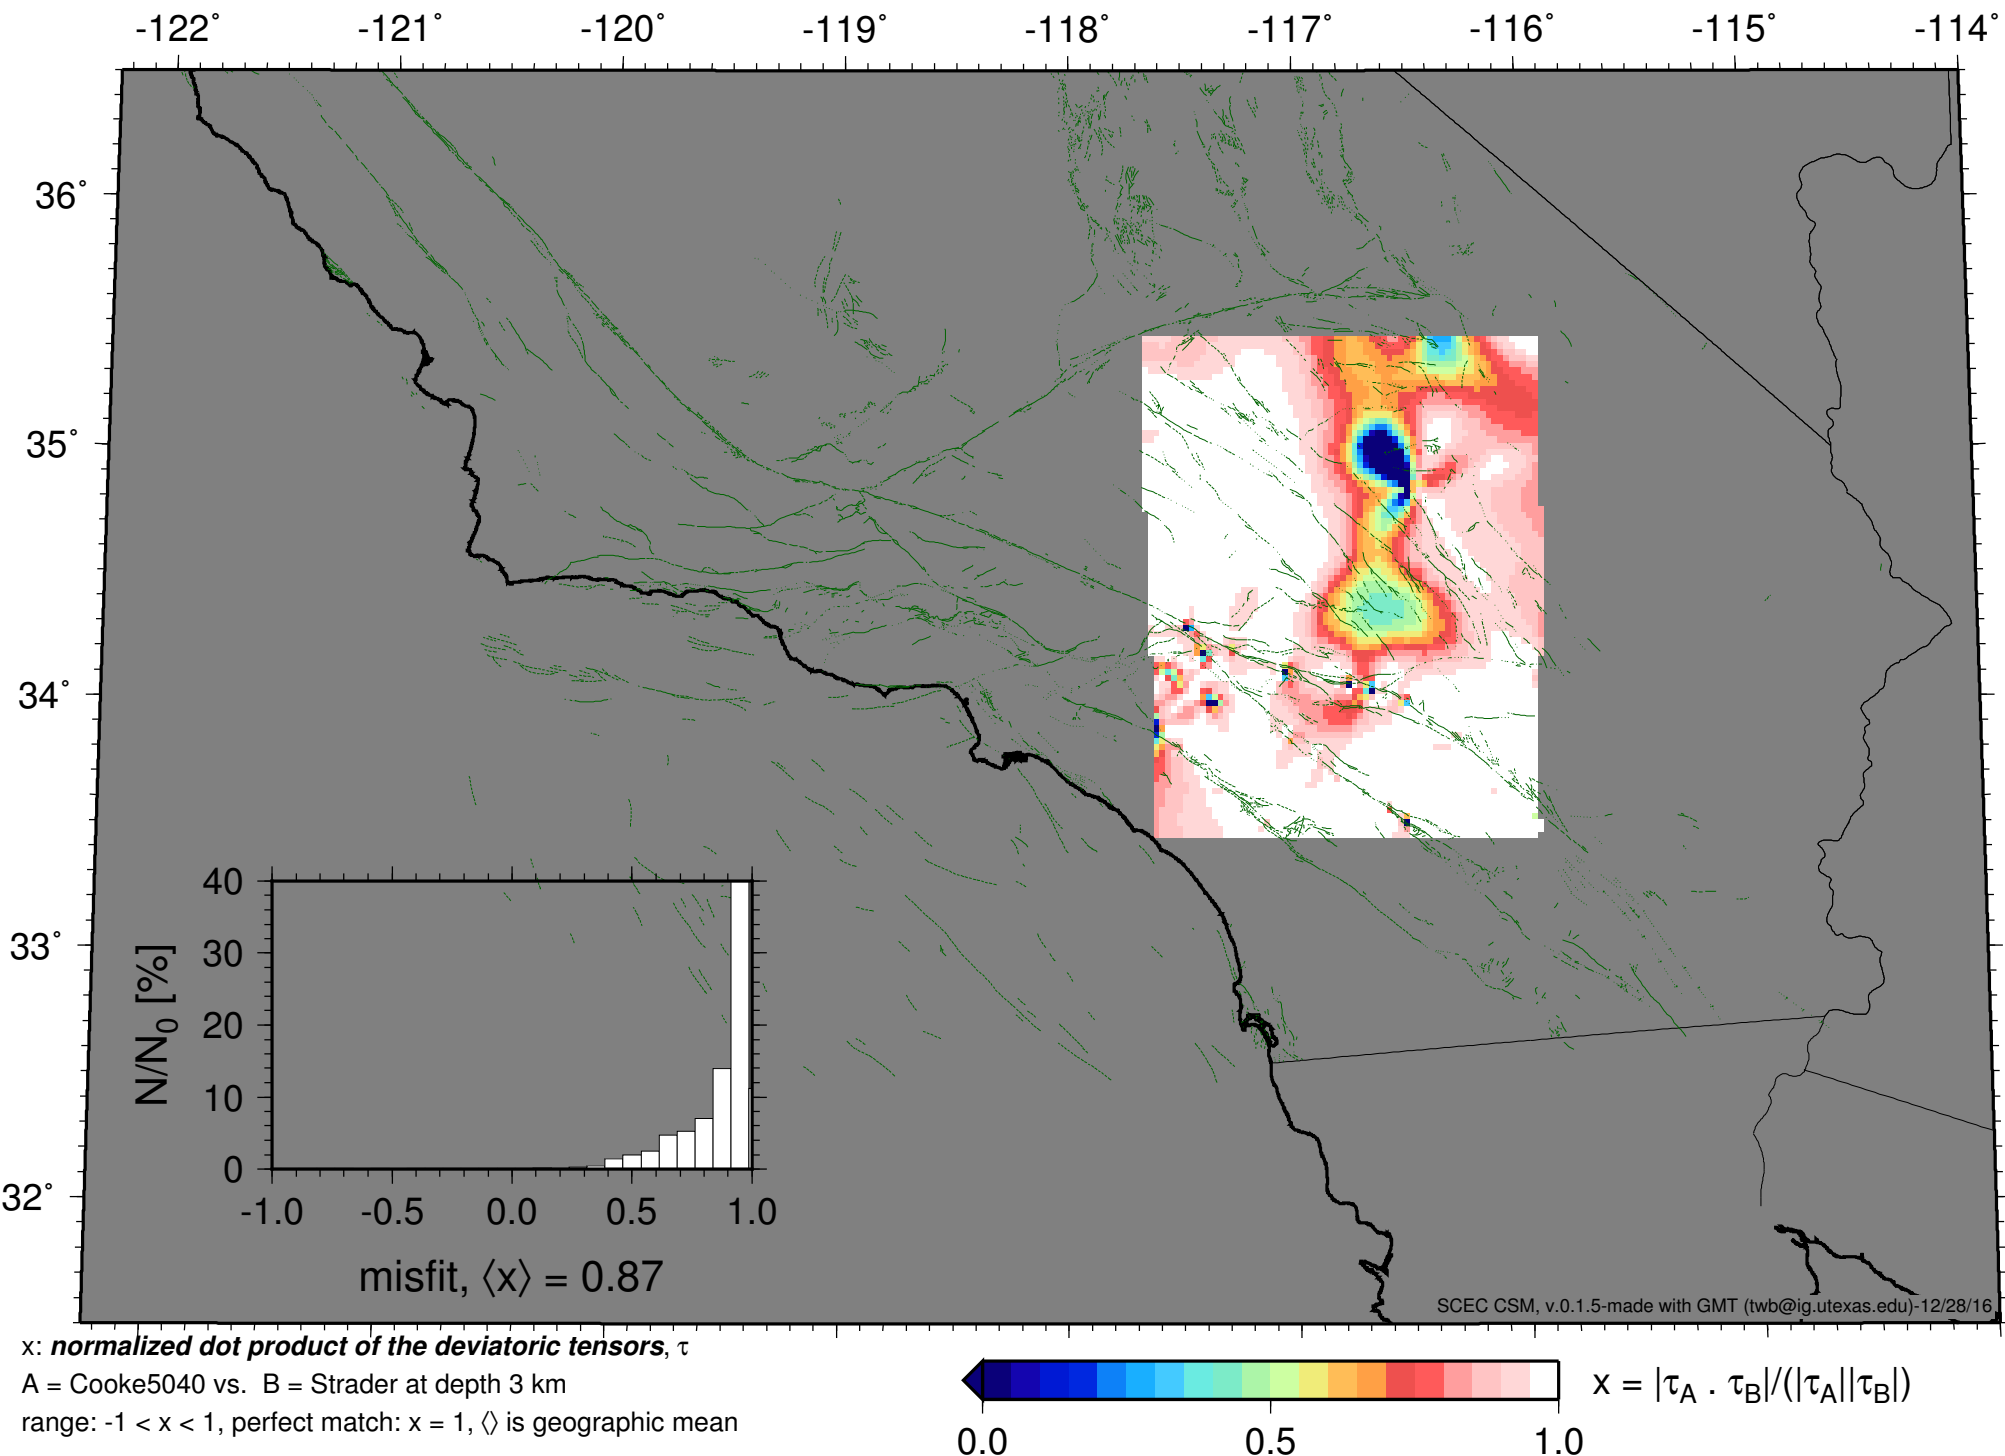 -122˚ -121˚ -120˚ -119˚ -118˚ -117˚ -116˚ -115˚ -114˚
36˚
35˚
34˚
33˚
32˚
40
30
20
10
0
N/N0 [%]
-1.0 -0.5 0.0 0.5 1.0
misfit, ⟨x⟩ = 0.87
SCEC CSM, v.0.1.5-made with GMT (twb@ig.utexas.edu)-12/28/16
x: normalized dot product of the deviatoric tensors, τ
A = Cooke5040 vs. B = Strader at depth 3 km
range: -1 < x < 1, perfect match: x = 1, ⟨⟩ is geographic mean
x = |τA . τB|/(|τA||τB|)
0.0 0.5 1.0